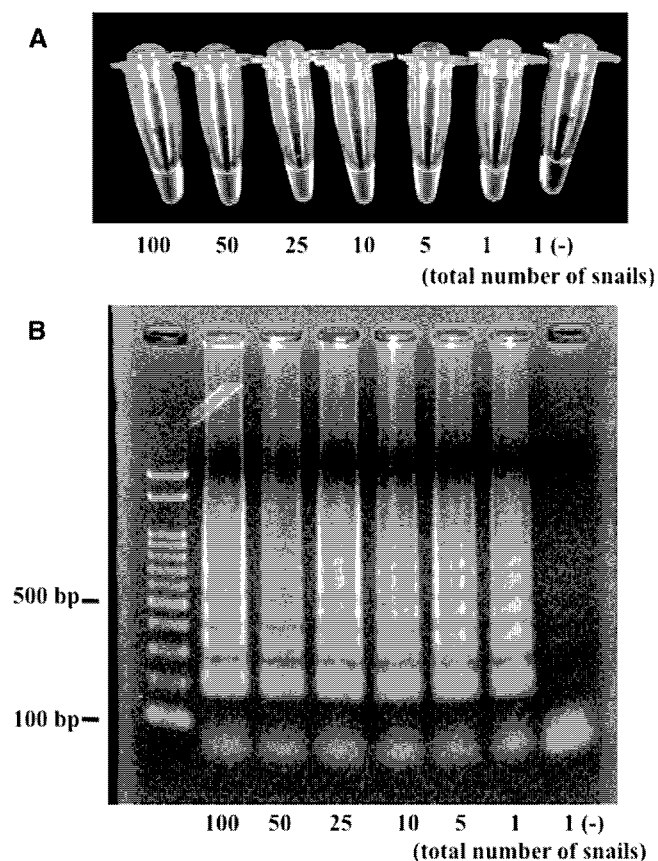 A
100 50 25 10 5 1 1 (-)
(total number of snails)
B
500 bp
100 bp
100 50 25 10 5 1 1 (-)
(total number of snails)